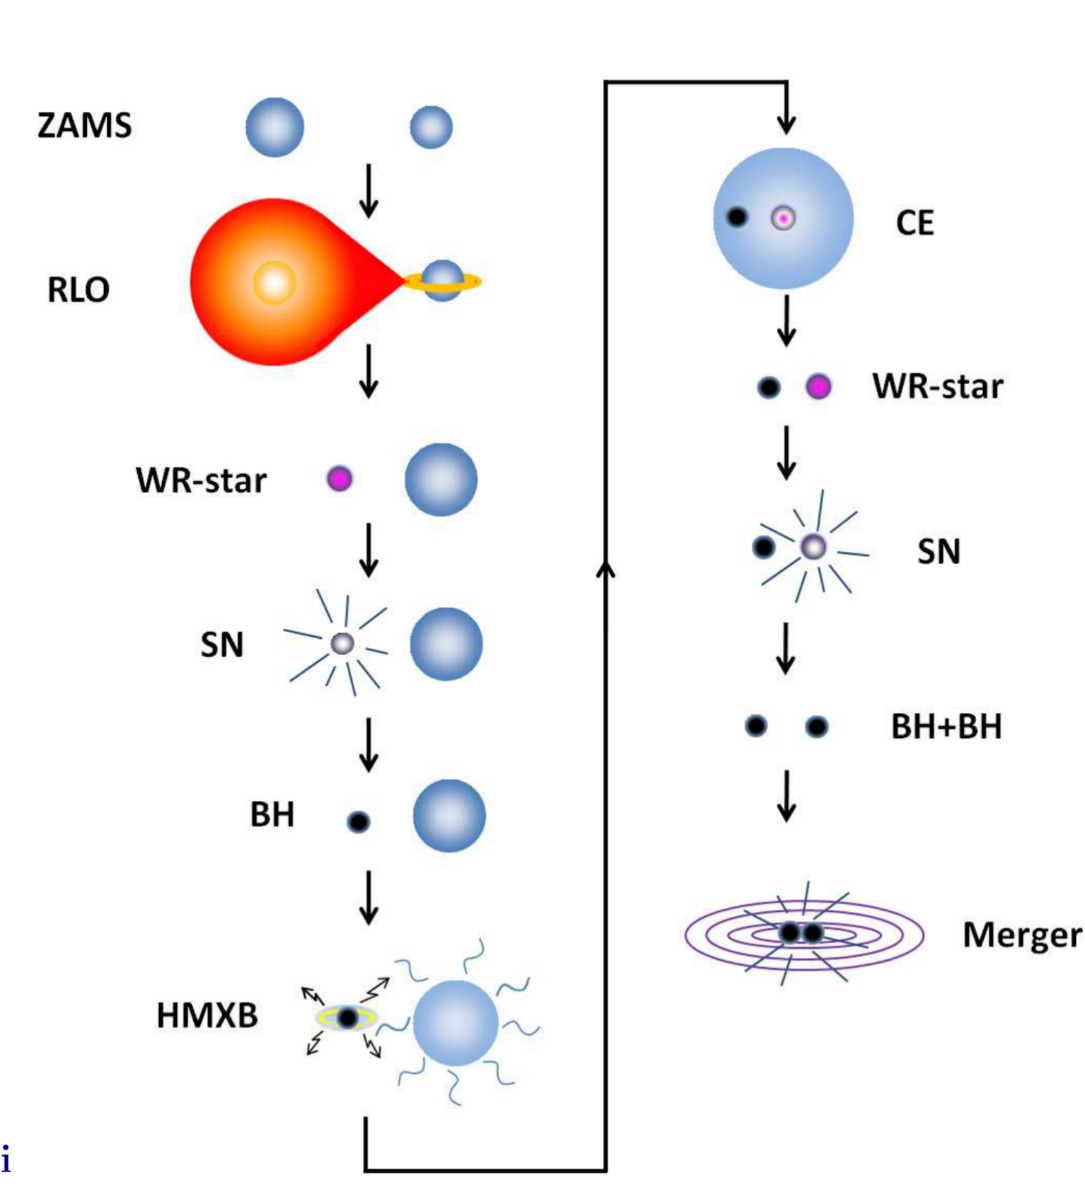 ZAMS
RLO
WR-star
SN
BH
HMXB
CE
WR-star
SN
BH+BH
Merger
i